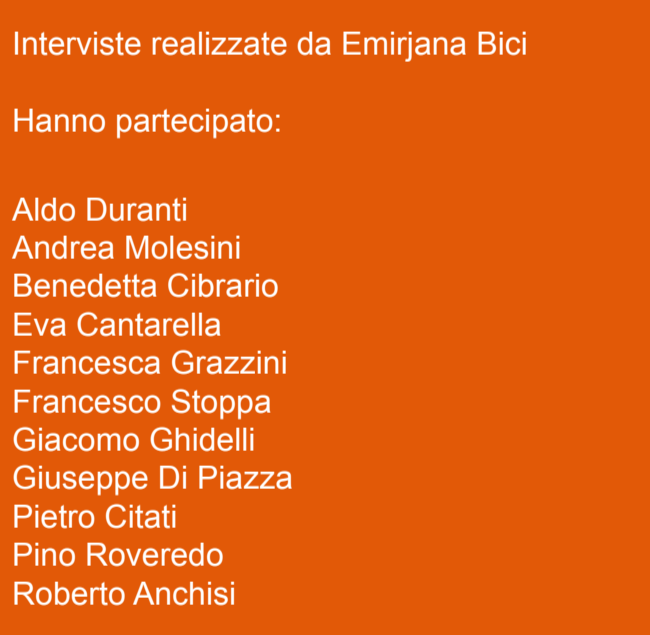 Interviste realizzate da Emirjana Bici
Hanno partecipato:
Aldo Duranti
Andrea Molesini
Benedetta Cibrario
Eva Cantarella
Francesca Grazzini
Francesco Stoppa
Giacomo Ghidelli
Giuseppe Di Piazza
Pietro Citati
Pino Roveredo
Roberto Anchisi